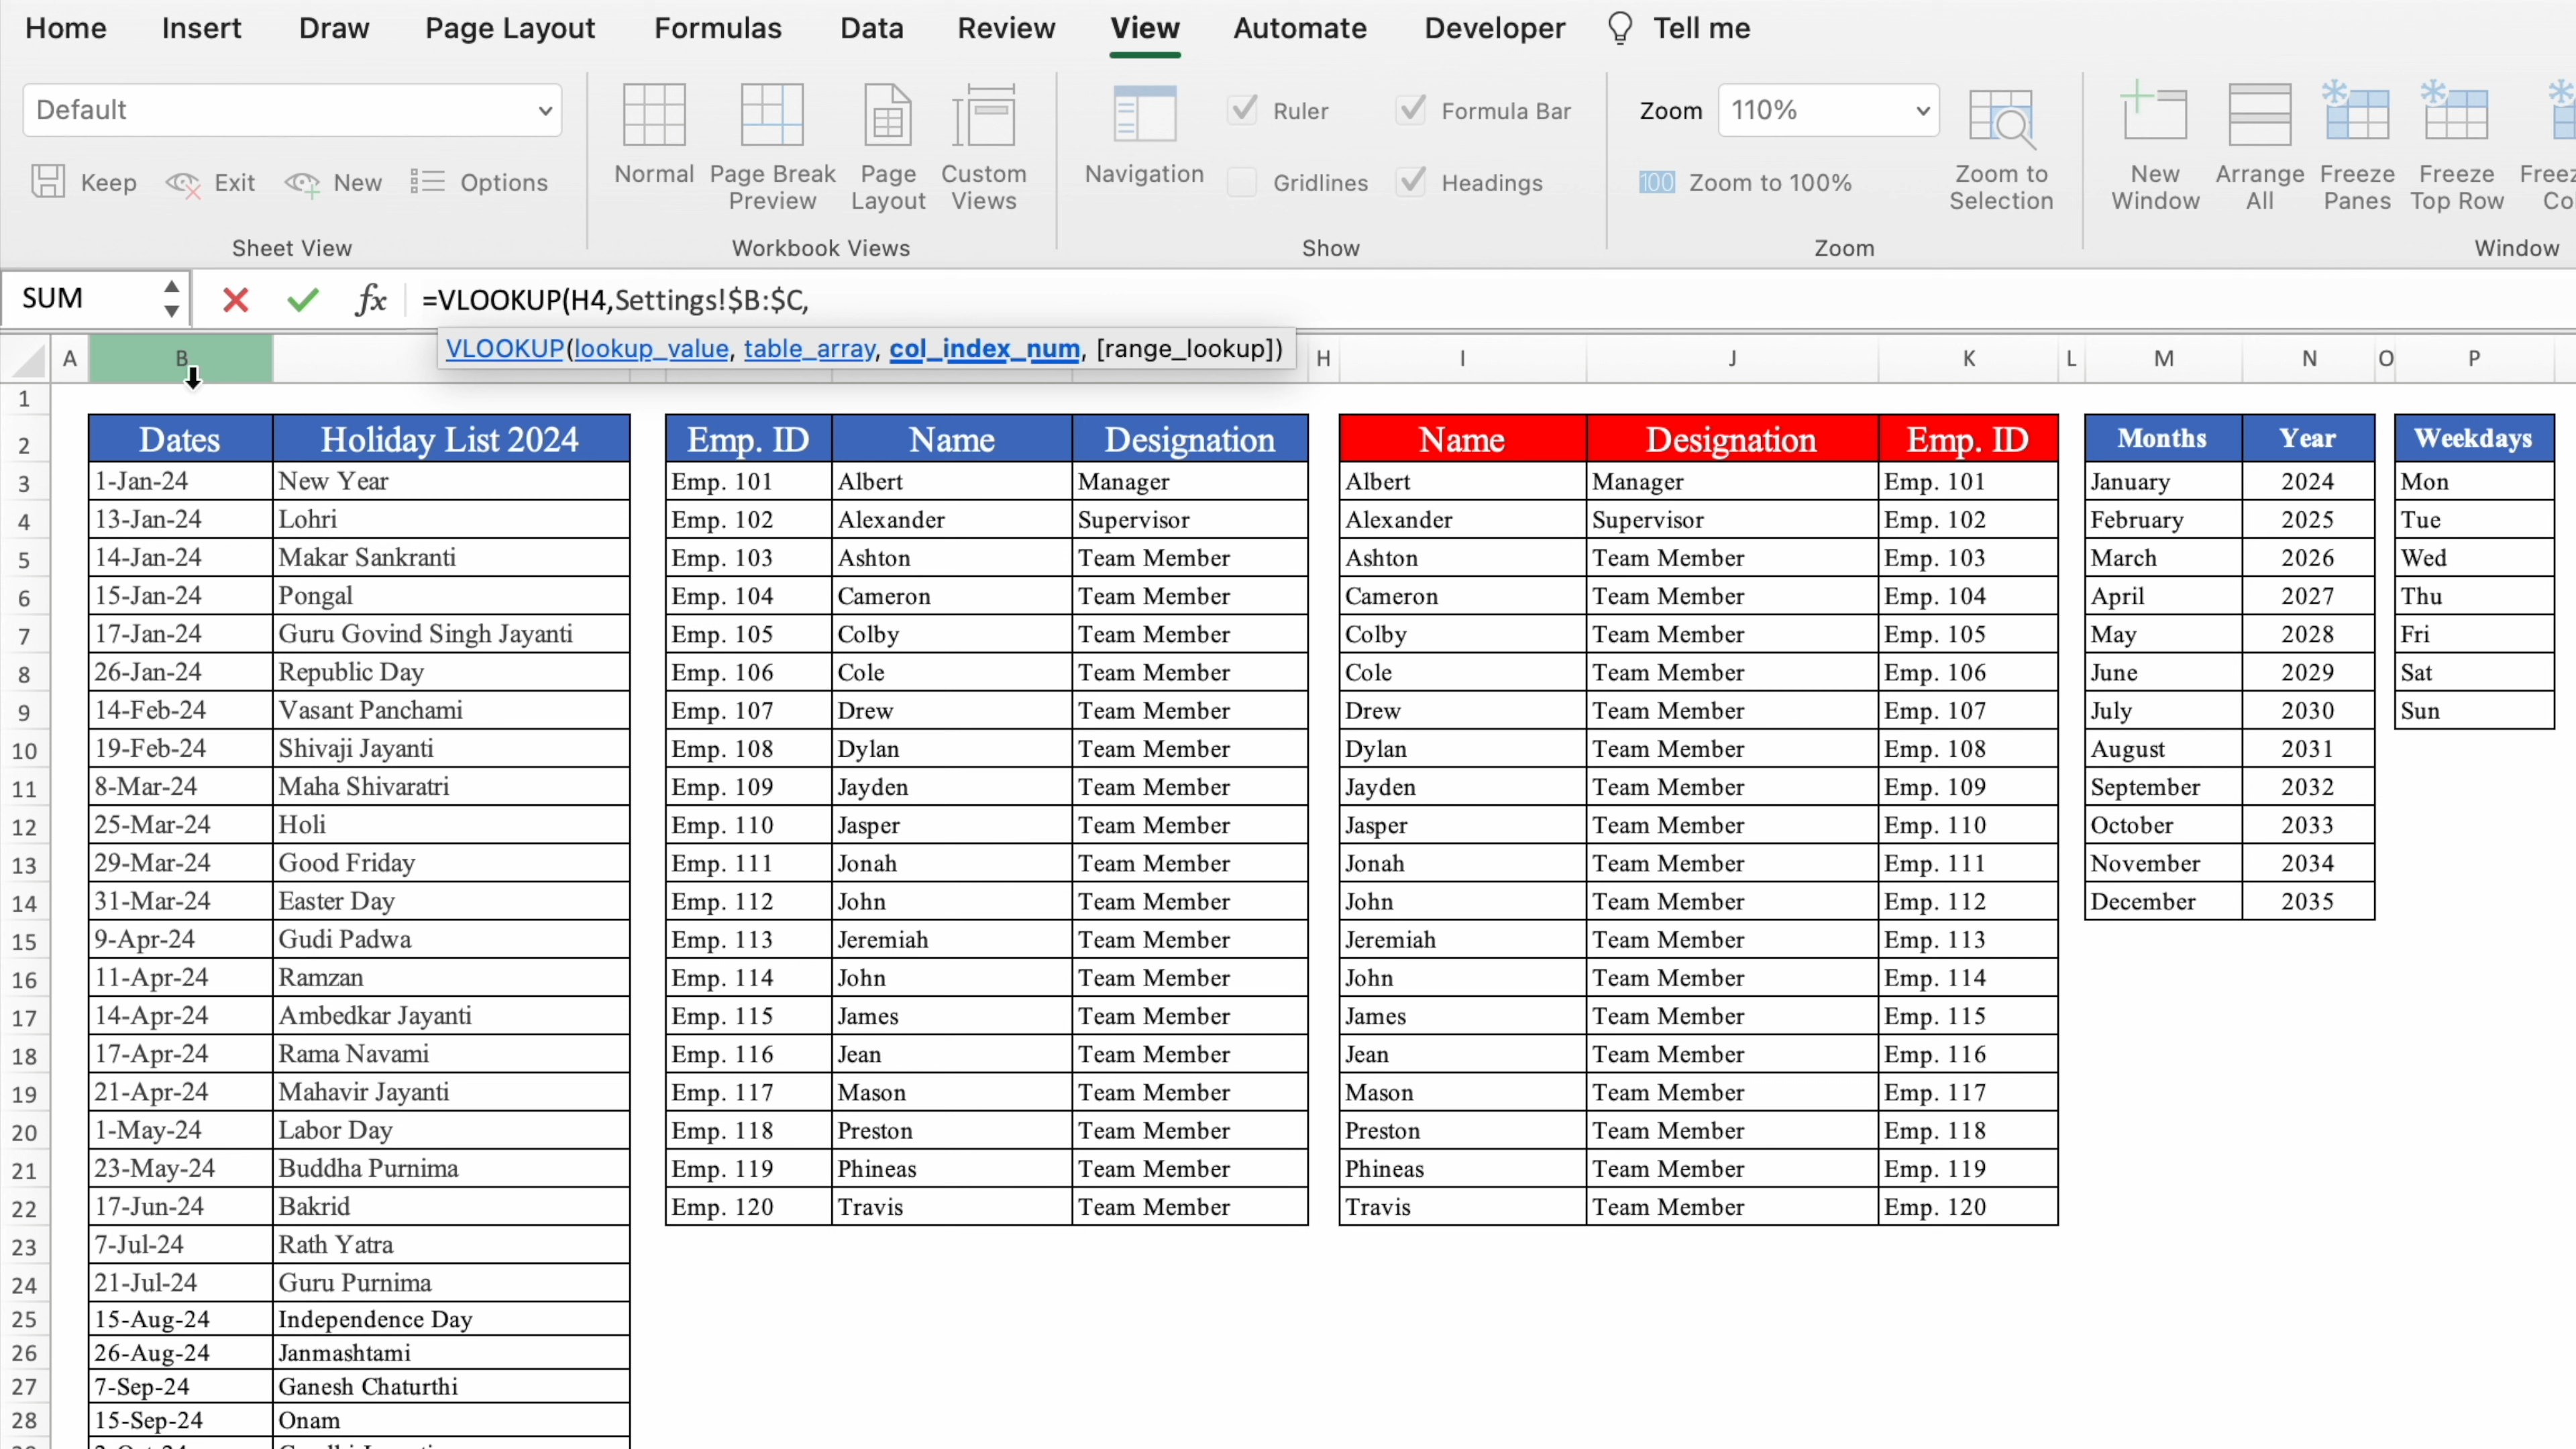 Home Insert Draw Page Layout Formulas Data Review View Automate Developer Tell me
Default
Keep Exit New Options
Sheet View
Normal Page Break Preview Page Layout Custom Views
Workbook Views
Navigation Ruler Formula Bar
Gridlines Headings
Show
Zoom 110%
100 Zoom to 100% Zoom to Selection
Zoom
New Window Arrange All Freeze Panes Freeze Top Row
Window
SUM fx =VLOOKUP(H4,Settings!$B:$C,
VLOOKUP(lookup_value, table_array, col_index_num, [range_lookup])
A B H I J K L M N O P
1
2 Dates Holiday List 2024 Emp. ID Name Designation Name Designation Emp. ID Months Year Weekdays
3 1-Jan-24 New Year Emp. 101 Albert Manager Albert Manager Emp. 101 January 2024 Mon
4 13-Jan-24 Lohri Emp. 102 Alexander Supervisor Alexander Supervisor Emp. 102 February 2025 Tue
5 14-Jan-24 Makar Sankranti Emp. 103 Ashton Team Member Ashton Team Member Emp. 103 March 2026 Wed
6 15-Jan-24 Pongal Emp. 104 Cameron Team Member Cameron Team Member Emp. 104 April 2027 Thu
7 17-Jan-24 Guru Govind Singh Jayanti Emp. 105 Colby Team Member Colby Team Member Emp. 105 May 2028 Fri
8 26-Jan-24 Republic Day Emp. 106 Cole Team Member Cole Team Member Emp. 106 June 2029 Sat
9 14-Feb-24 Vasant Panchami Emp. 107 Drew Team Member Drew Team Member Emp. 107 July 2030 Sun
10 19-Feb-24 Shivaji Jayanti Emp. 108 Dylan Team Member Dylan Team Member Emp. 108 August 2031
11 8-Mar-24 Maha Shivaratri Emp. 109 Jayden Team Member Jayden Team Member Emp. 109 September 2032
12 25-Mar-24 Holi Emp. 110 Jasper Team Member Jasper Team Member Emp. 110 October 2033
13 29-Mar-24 Good Friday Emp. 111 Jonah Team Member Jonah Team Member Emp. 111 November 2034
14 31-Mar-24 Easter Day Emp. 112 John Team Member John Team Member Emp. 112 December 2035
15 9-Apr-24 Gudi Padwa Emp. 113 Jeremiah Team Member Jeremiah Team Member Emp. 113
16 11-Apr-24 Ramzan Emp. 114 John Team Member John Team Member Emp. 114
17 14-Apr-24 Ambedkar Jayanti Emp. 115 James Team Member James Team Member Emp. 115
18 17-Apr-24 Rama Navami Emp. 116 Jean Team Member Jean Team Member Emp. 116
19 21-Apr-24 Mahavir Jayanti Emp. 117 Mason Team Member Mason Team Member Emp. 117
20 1-May-24 Labor Day Emp. 118 Preston Team Member Preston Team Member Emp. 118
21 23-May-24 Buddha Purnima Emp. 119 Phineas Team Member Phineas Team Member Emp. 119
22 17-Jun-24 Bakrid Emp. 120 Travis Team Member Travis Team Member Emp. 120
23 7-Jul-24 Rath Yatra
24 21-Jul-24 Guru Purnima
25 15-Aug-24 Independence Day
26 26-Aug-24 Janmashtami
27 7-Sep-24 Ganesh Chaturthi
28 15-Sep-24 Onam